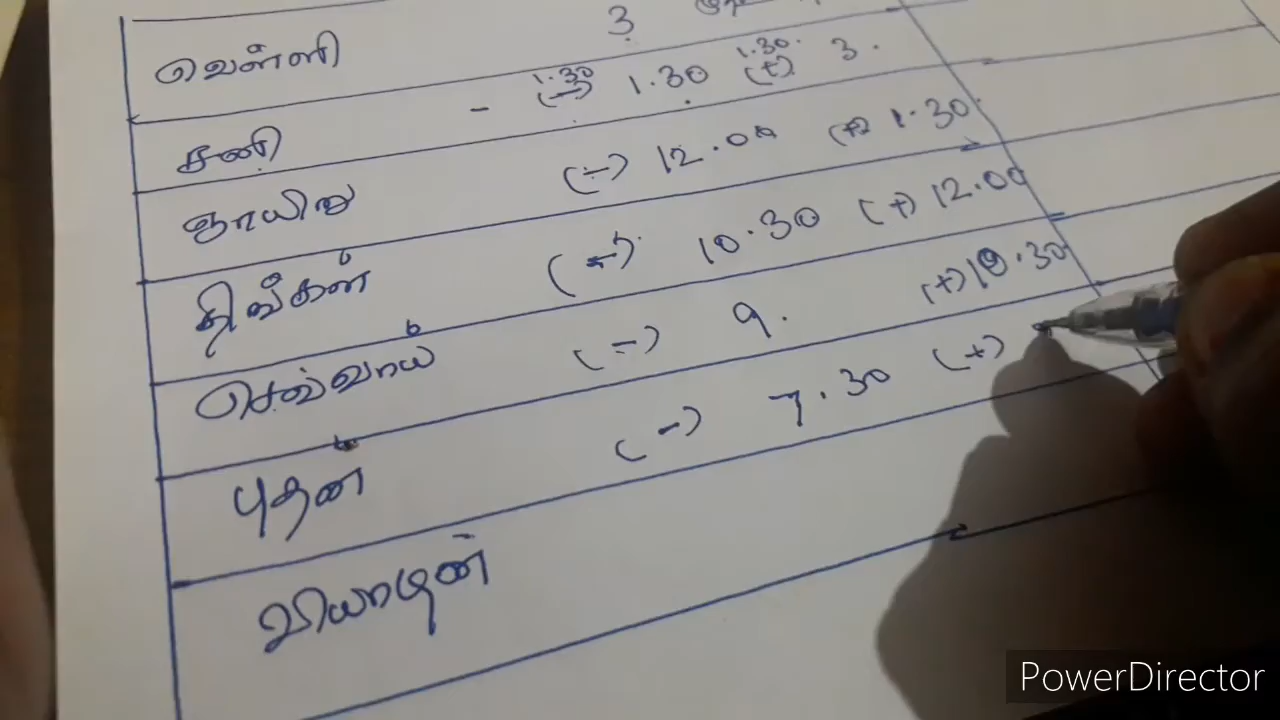 வெள்ளி 3
1.30 1.30
- (-) 1.30 (+) 3.
சனி
ஞாயிறு (-) 12.00 (+) 1.30
திங்கள் (-) 10.30 (+) 12.00
செவ்வாய் (-) 9. (+) 10.30
புதன் (-) 7.30 (+)
வியாழன்
PowerDirector